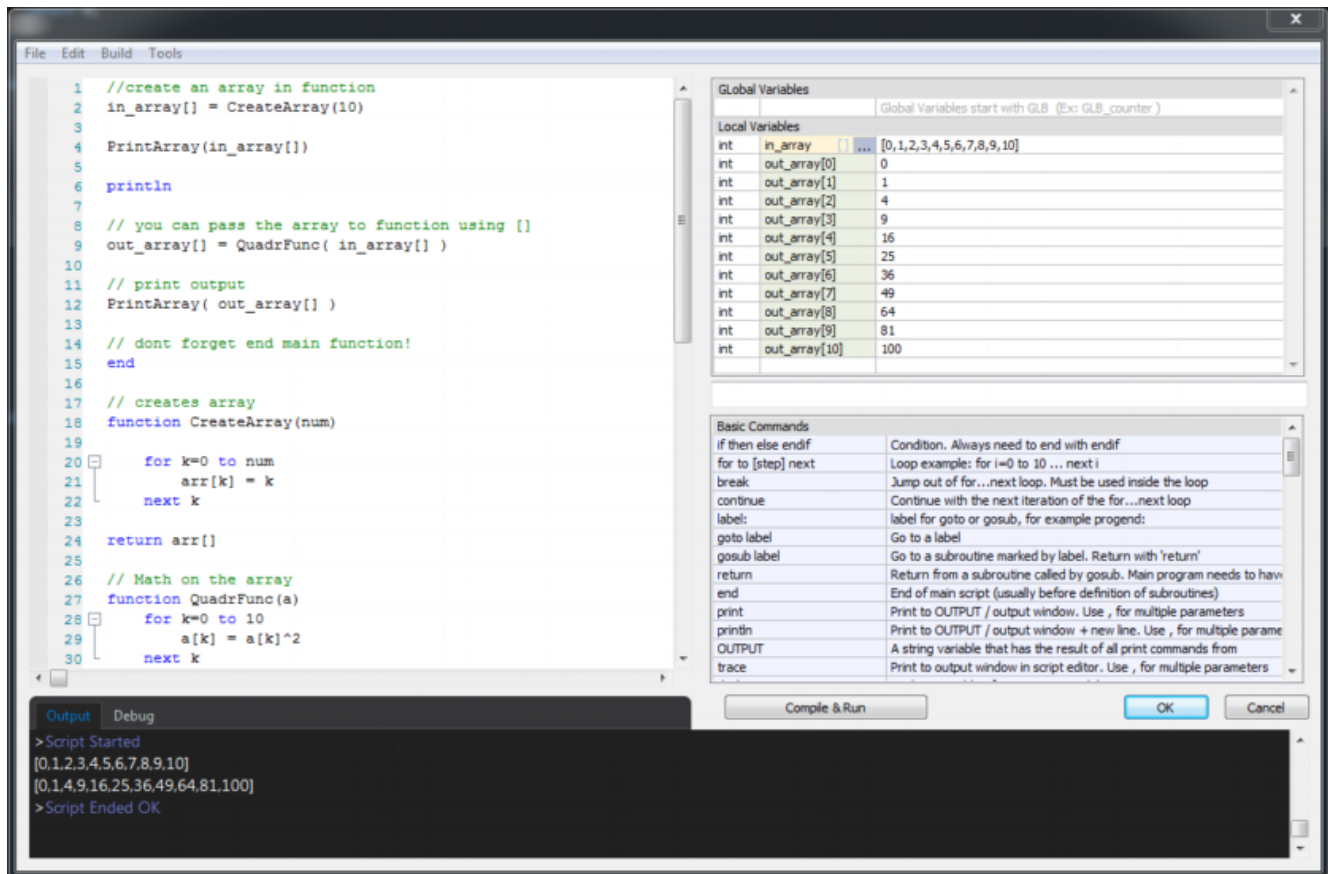 x
File Edit Build Tools
1 //create an array in function
2 in_array[] = CreateArray(10)
3
4 PrintArray(in_array[])
5
6 println
7
8 // you can pass the array to function using []
9 out_array[] = QuadrFunc( in_array[] )
10
11 // print output
12 PrintArray( out_array[] )
13
14 // dont forget end main function!
15 end
16
17 // creates array
18 function CreateArray(num)
19
20 for k=0 to num
21 arr[k] = k
22 next k
23
24 return arr[]
25
26 // Math on the array
27 function QuadrFunc(a)
28 for k=0 to 10
29 a[k] = a[k]^2
30 next k
GLobal Variables
Global Variables start with GLB (Ex: GLB_counter )
Local Variables
int in_array [] ... [0,1,2,3,4,5,6,7,8,9,10]
int out_array[0] 0
int out_array[1] 1
int out_array[2] 4
int out_array[3] 9
int out_array[4] 16
int out_array[5] 25
int out_array[6] 36
int out_array[7] 49
int out_array[8] 64
int out_array[9] 81
int out_array[10] 100
Basic Commands
if then else endif Condition. Always need to end with endif
for to [step] next Loop example: for i=0 to 10 ... next i
break Jump out of for...next loop. Must be used inside the loop
continue Continue with the next iteration of the for...next loop
label: label for goto or gosub, for example progend:
goto label Go to a label
gosub label Go to a subroutine marked by label. Return with 'return'
return Return from a subroutine called by gosub. Main program needs to hav
end End of main script (usually before definition of subroutines)
print Print to OUTPUT / output window. Use , for multiple parameters
println Print to OUTPUT / output window + new line. Use , for multiple parame
OUTPUT A string variable that has the result of all print commands from
trace Print to output window in script editor. Use , for multiple parameters
Compile & Run OK Cancel
Output Debug
>Script Started
[0,1,2,3,4,5,6,7,8,9,10]
[0,1,4,9,16,25,36,49,64,81,100]
>Script Ended OK